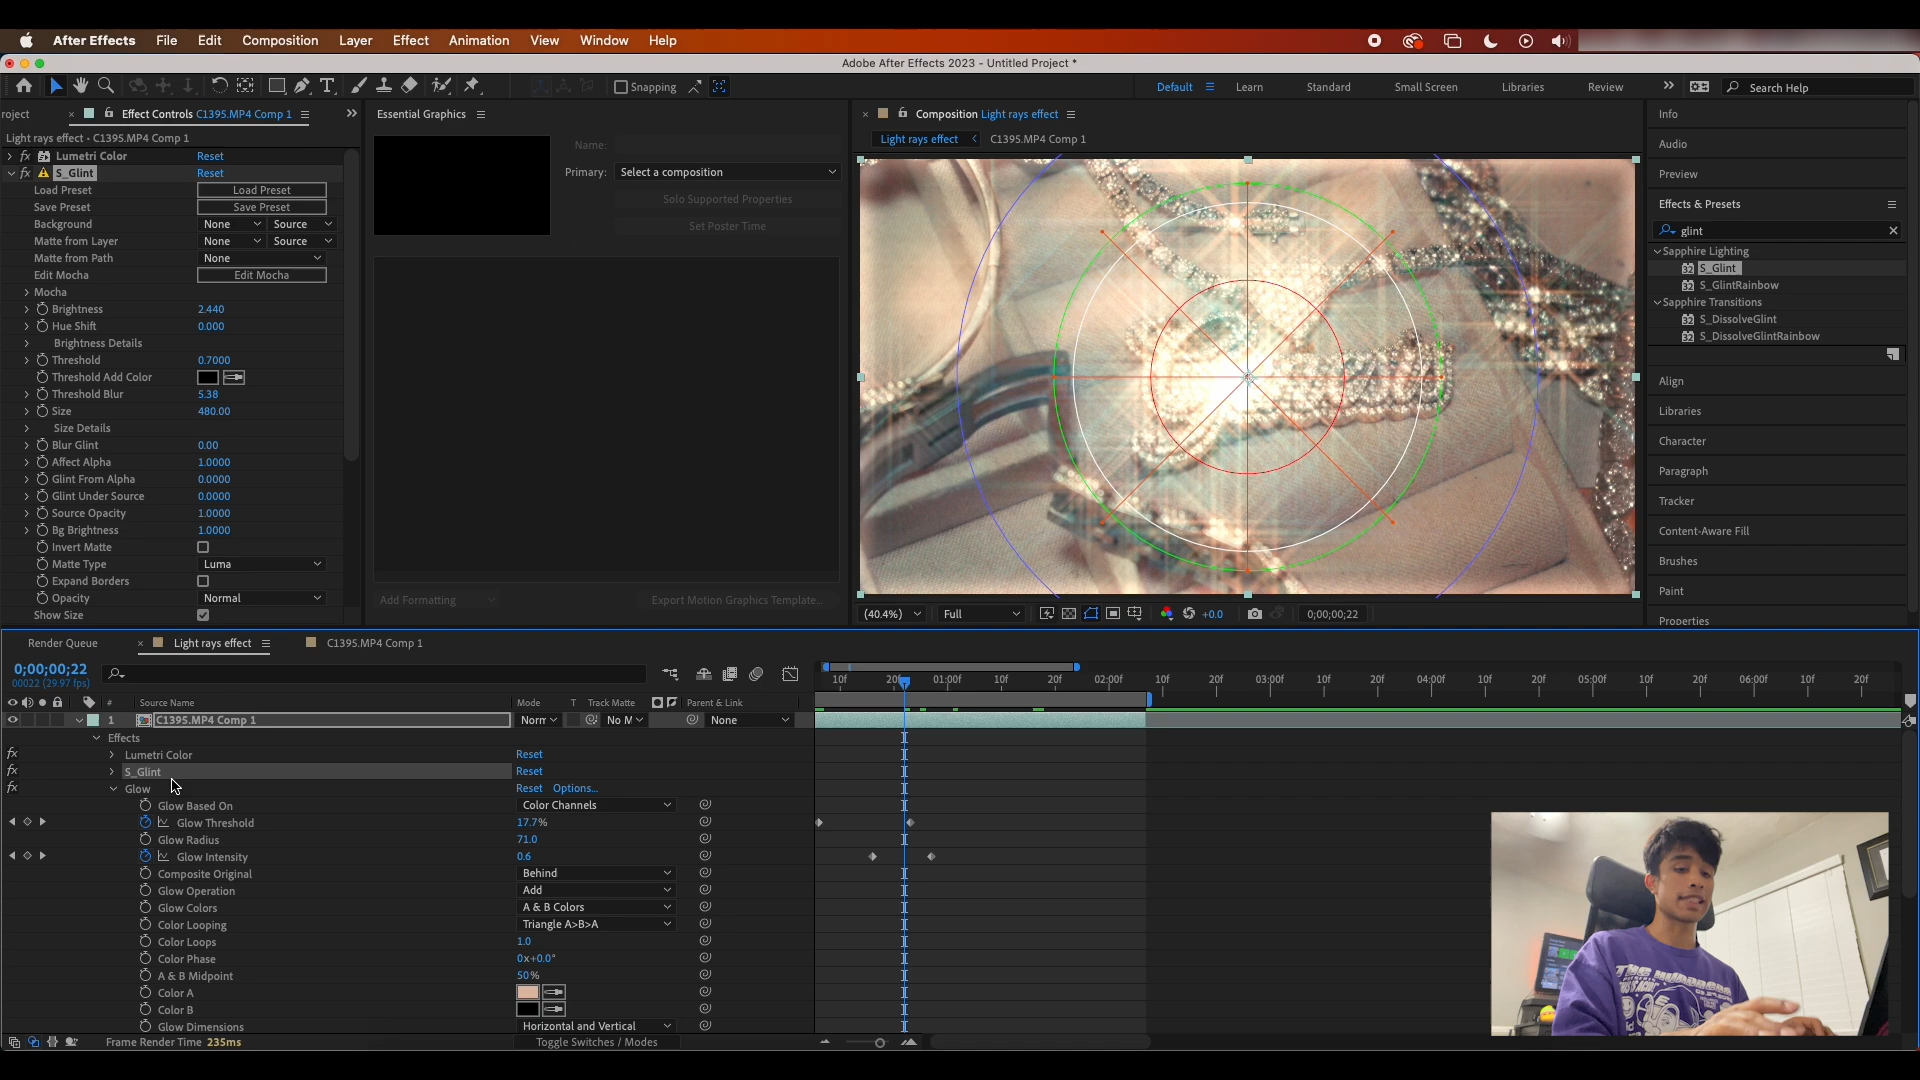 After Effects File Edit Composition Layer Effect Animation View Window Help
Adobe After Effects 2023 - Untitled Project *
Snapping Default Learn Standard Small Screen Libraries Review Search Help
roject Effect Controls C1395.MP4 Comp 1
Light rays effect • C1395.MP4 Comp 1
fx Lumetri Color Reset
fx S_Glint Reset
Load Preset Load Preset
Save Preset Save Preset
Background None Source
Matte from Layer None Source
Matte from Path None
Edit Mocha Edit Mocha
Mocha
Brightness 2.440
Hue Shift 0.000
Brightness Details
Threshold 0.7000
Threshold Add Color
Threshold Blur 5.38
Size 480.00
Size Details
Blur Glint 0.00
Affect Alpha 1.0000
Glint From Alpha 0.0000
Glint Under Source 0.0000
Source Opacity 1.0000
Bg Brightness 1.0000
Invert Matte
Matte Type Luma
Expand Borders
Opacity Normal
Show Size
Essential Graphics
Name:
Primary: Select a composition
Solo Supported Properties
Set Poster Time
Add Formatting Export Motion Graphics Template...
Composition Light rays effect
Light rays effect C1395.MP4 Comp 1
(40.4%) Full +0.0 0;00;00;22
Info
Audio
Preview
Effects & Presets
glint
Sapphire Lighting
32 S_Glint
32 S_GlintRainbow
Sapphire Transitions
32 S_DissolveGlint
32 S_DissolveGlintRainbow
Align
Libraries
Character
Paragraph
Tracker
Content-Aware Fill
Brushes
Paint
Properties
Render Queue Light rays effect C1395.MP4 Comp 1
0;00;00;22
00022 (29.97 fps)
10f 20f 01:00f 10f 20f 02:00f 10f 20f 03:00f 10f 20f 04:00f 10f 20f 05:00f 10f 20f 06:00f 10f 20f
# Source Name Mode T Track Matte Parent & Link
1 C1395.MP4 Comp 1 Norm No M None
Effects
fx Lumetri Color Reset
fx S_Glint Reset
fx Glow Reset Options...
Glow Based On Color Channels
Glow Threshold 17.7%
Glow Radius 71.0
Glow Intensity 0.6
Composite Original Behind
Glow Operation Add
Glow Colors A & B Colors
Color Looping Triangle A>B>A
Color Loops 1.0
Color Phase 0x+0.0°
A & B Midpoint 50%
Color A
Color B
Glow Dimensions Horizontal and Vertical
Frame Render Time 235ms Toggle Switches / Modes
THE HUNDREDS